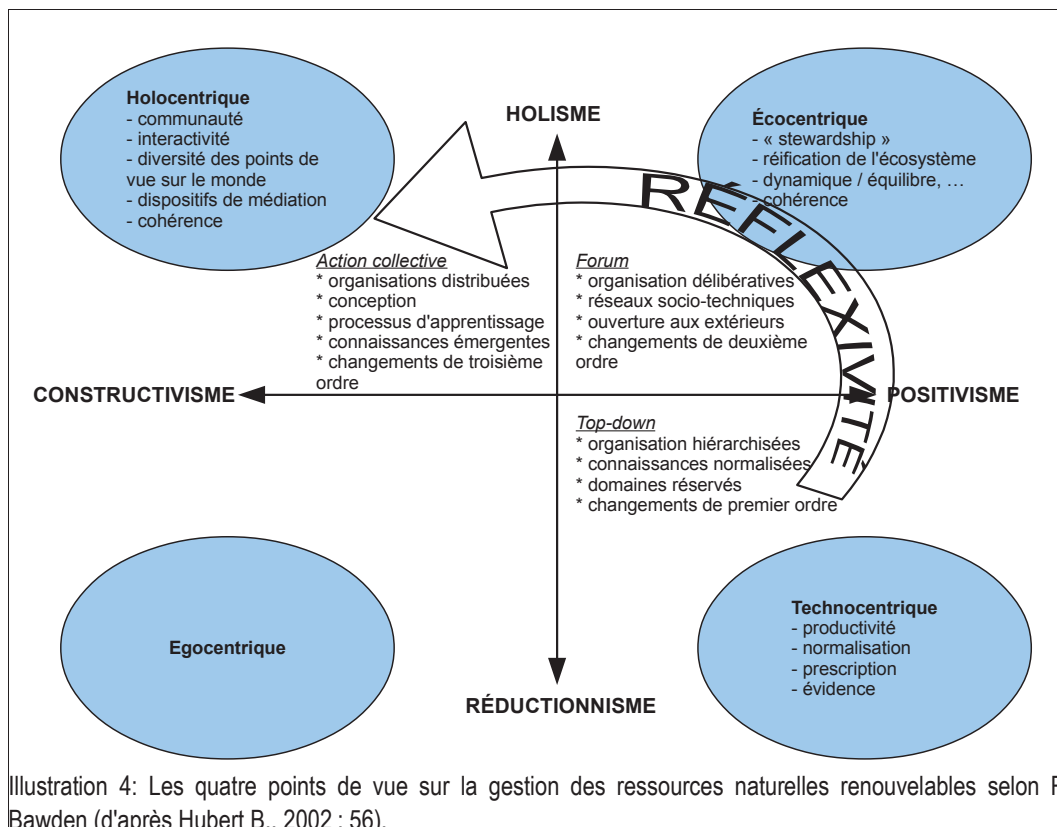 Holocentrique
- communauté
- interactivité
- diversité des points de
vue sur le monde
- dispositifs de médiation
- cohérence
HOLISME
Écocentrique
- « stewardship »
- réification de l'écosystème
- dynamique / équilibre, …
- cohérence
RÉFLEXIVITÉ
Action collective
* organisations distribuées
* conception
* processus d'apprentissage
* connaissances émergentes
* changements de troisième
ordre
Forum
* organisation délibératives
* réseaux socio-techniques
* ouverture aux extérieurs
* changements de deuxième
ordre
CONSTRUCTIVISME
POSITIVISME
Top-down
* organisation hiérarchisées
* connaissances normalisées
* domaines réservés
* changements de premier ordre
Egocentrique
Technocentrique
- productivité
- normalisation
- prescription
- évidence
RÉDUCTIONNISME
Illustration 4: Les quatre points de vue sur la gestion des ressources naturelles renouvelables selon
Bawden (d'après Hubert B., 2002 : 56).